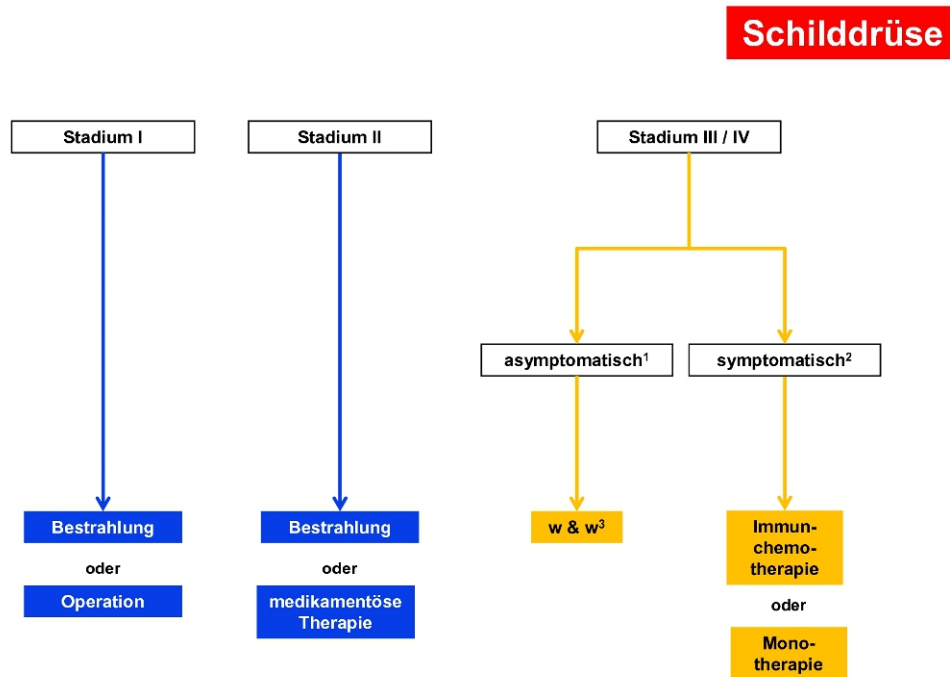 Schilddrüse
Stadium I
Stadium II
Stadium III / IV
asymptomatisch¹
symptomatisch²
Bestrahlung
oder
Operation
Bestrahlung
oder
medikamentöse
Therapie
w & w³
Immun-
chemo-
therapie
oder
Mono-
therapie